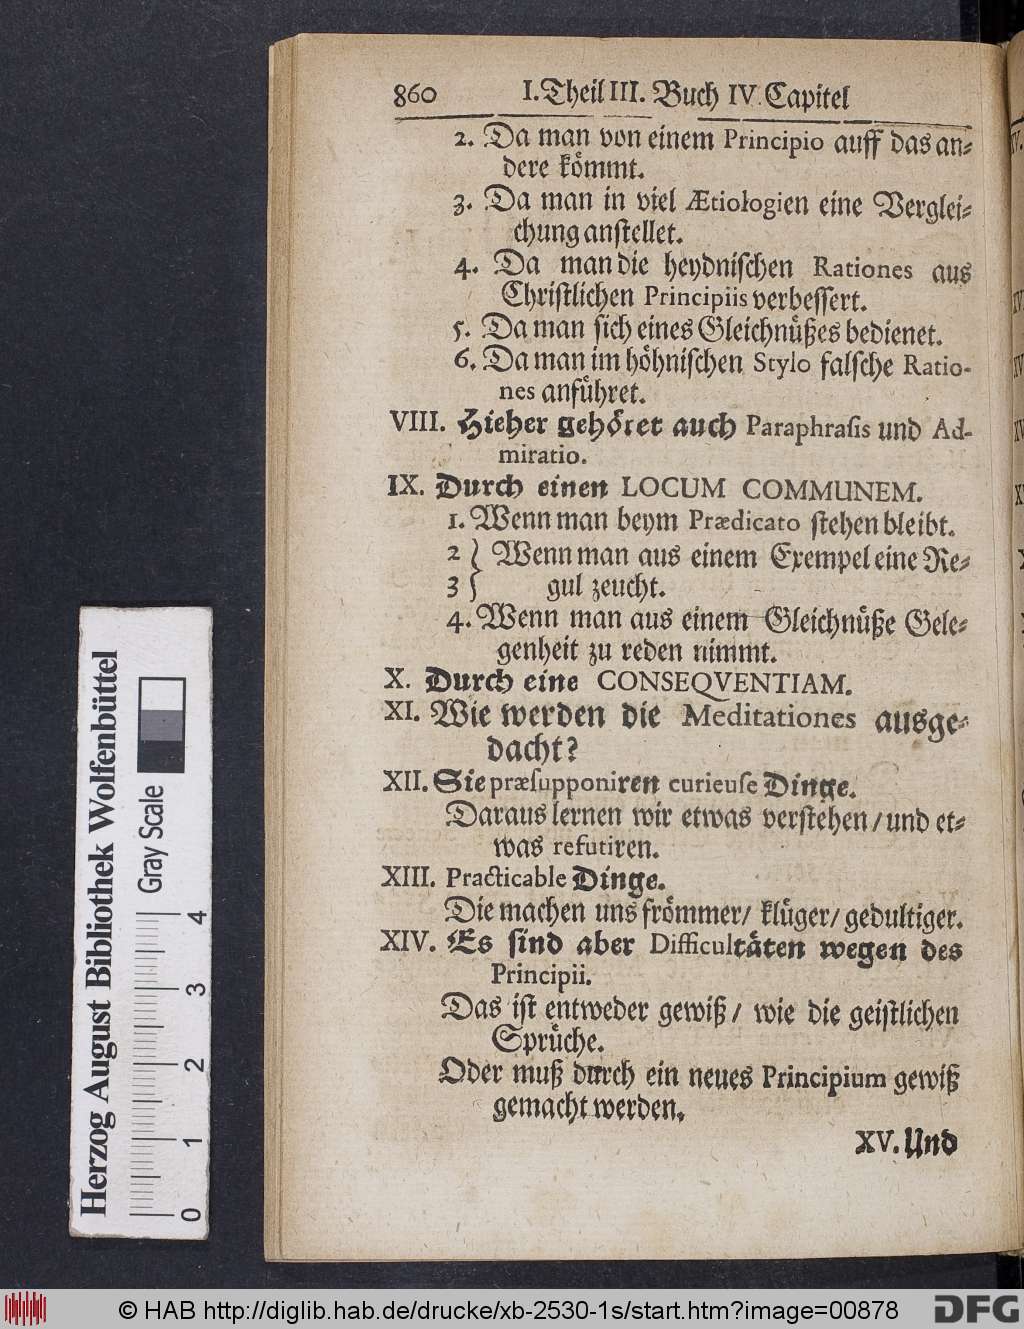 860 I. Theil III. Buch IV. Capitel
2. Da man von einem Principio auff das an-
dere kömmt.
3. Da man in viel Ætiologien eine Verglei-
chung anstellet.
4. Da man die heydnischen Rationes aus
Christlichen Principiis verbessert.
5. Da man sich eines Gleichnüßes bedienet.
6. Da man im höhnischen Stylo falsche Ratio-
nes anführet.
VIII. Hieher gehöret auch Paraphrasis und Ad-
miratio.
IX. Durch einen LOCUM COMMUNEM.
1. Wenn man beym Prædicato stehen bleibt.
2 } Wenn man aus einem Exempel eine Re-
3 } gul zeucht.
4. Wenn man aus einem Gleichnüße Gele-
genheit zu reden nimmt.
X. Durch eine CONSEQVENTIAM.
XI. Wie werden die Meditationes ausge-
dacht?
XII. Sie præsupponiren curieuse Dinge.
Daraus lernen wir etwas verstehen / und et-
was refutiren.
XIII. Practicable Dinge.
Die machen uns frömmer / klüger / gedultiger.
XIV. Es sind aber Difficultäten wegen des
Principii.
Das ist entweder gewiß / wie die geistlichen
Sprüche.
Oder muß durch ein neues Principium gewiß
gemacht werden.
XV. Und
Herzog August Bibliothek Wolfenbüttel
Gray Scale
0 1 2 3 4
© HAB http://diglib.hab.de/drucke/xb-2530-1s/start.htm?image=00878
DFG